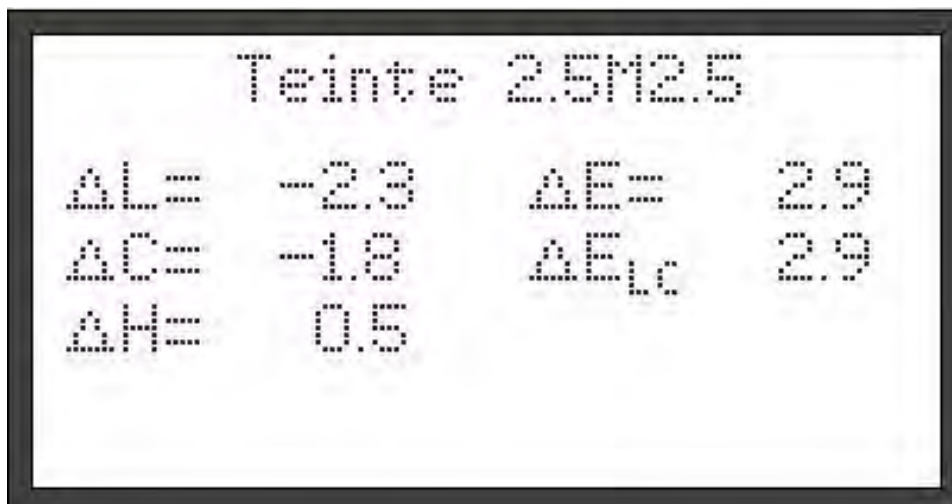 Teinte 2.5M2.5
ΔL= -2.3 ΔE= 2.9
ΔC= -1.8 ΔELC 2.9
ΔH= 0.5